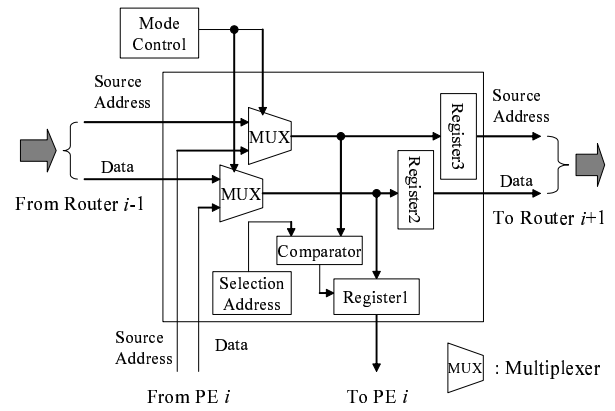 Mode
Control
Source
Address
MUX
Register3
Source
Address
Data
MUX
Register2
Data
From Router i-1
To Router i+1
Comparator
Selection
Address
Register1
Source
Address
Data
From PE i
To PE i
MUX
: Multiplexer